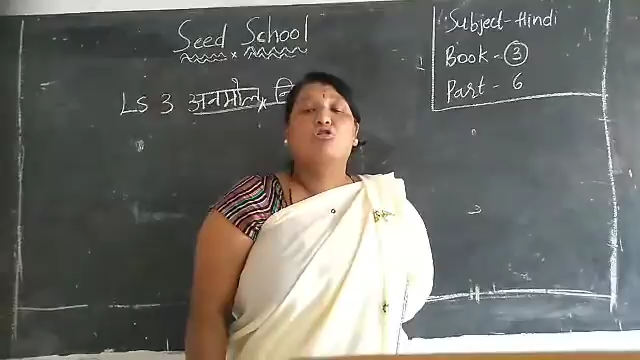 Seed School
Subject-Hindi
Book - 3
Part - 6
LS 3 अनमोल